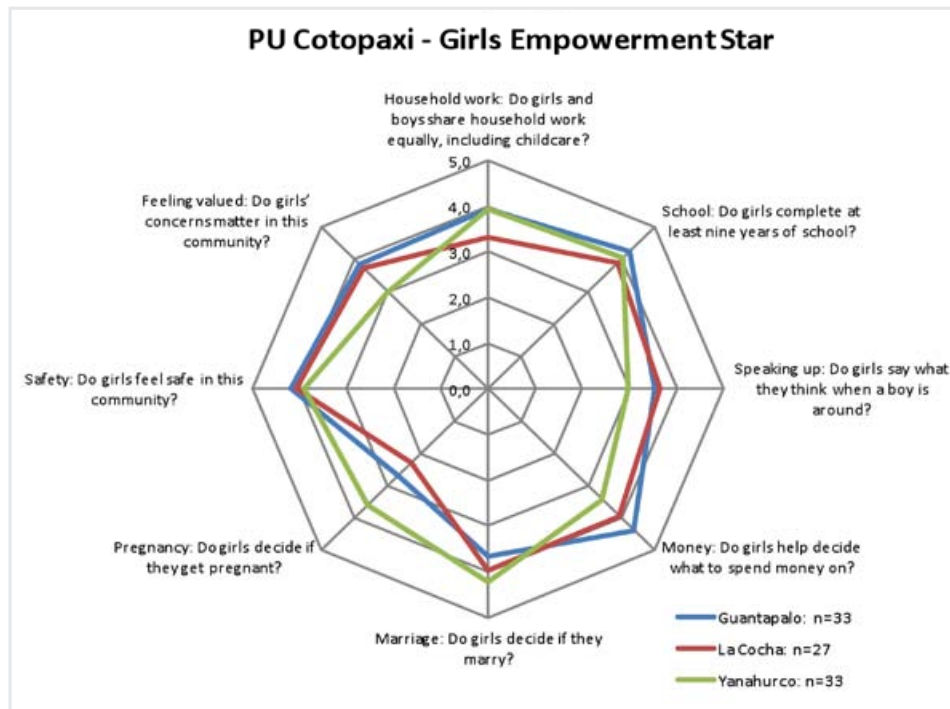 PU Cotopaxi - Girls Empowerment Star
Household work: Do girls and
boys share household work
equally, including childcare?
5,0
4,0
3,0
2,0
1,0
0,0
School: Do girls complete at
least nine years of school?
Speaking up: Do girls say what
they think when a boy is
around?
Money: Do girls help decide
what to spend money on?
Marriage: Do girls decide if they
marry?
Pregnancy: Do girls decide if
they get pregnant?
Safety: Do girls feel safe in this
community?
Feeling valued: Do girls'
concerns matter in this
community?
Guantapalo: n=33
La Cocha: n=27
Yanahurco: n=33